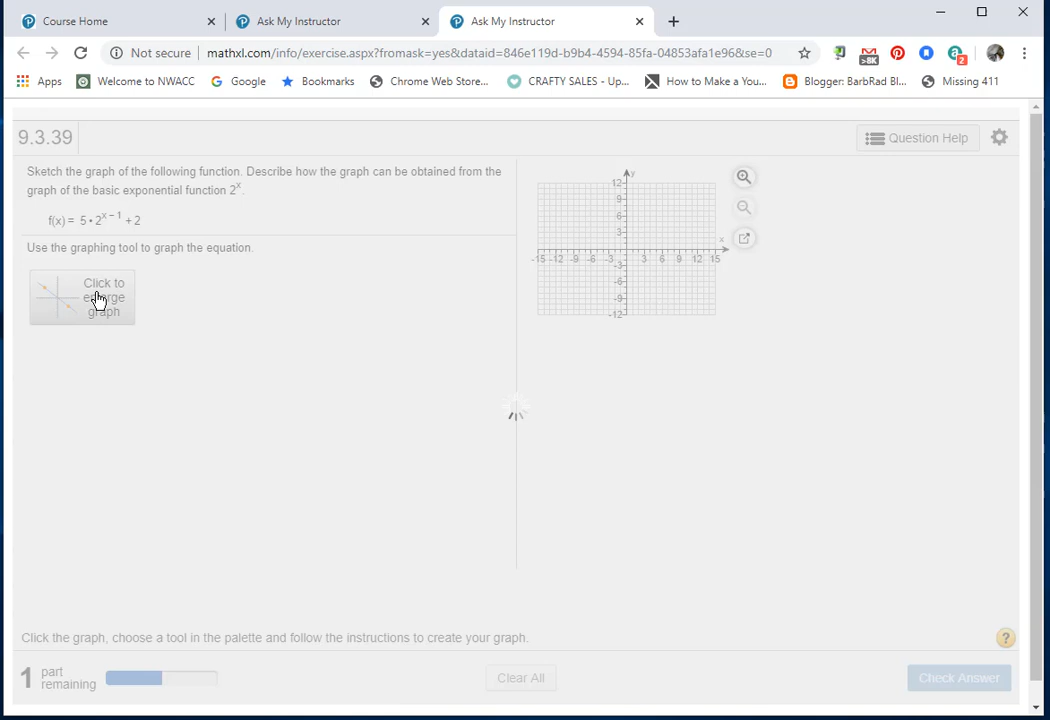 Course Home
Ask My Instructor
Ask My Instructor
Not secure
mathxl.com/info/exercise.aspx?fromask=yes&dataid=846e119d-b9b4-4594-85fa-04853afa1e96&se=0
>8K
2
Apps
Welcome to NWACC
Google
Bookmarks
Chrome Web Store...
CRAFTY SALES - Up...
How to Make a You...
Blogger: BarbRad Bl...
Missing 411
9.3.39
Question Help
Sketch the graph of the following function. Describe how the graph can be obtained from the
graph of the basic exponential function 2^x.
f(x) = 5 • 2^(x − 1) + 2
Use the graphing tool to graph the equation.
Click to
enlarge
graph
y
12
9
6
3
x
-15 -12 -9 -6 -3 3 6 9 12 15
-3
-6
-9
-12
Click the graph, choose a tool in the palette and follow the instructions to create your graph.
?
1 part
remaining
Clear All
Check Answer